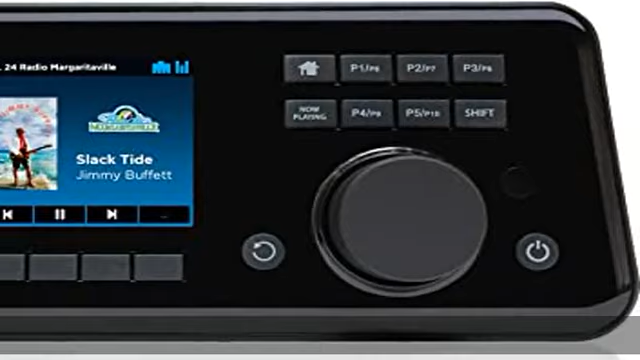 . 24 Radio Margaritaville
MARGARITAVILLE
Slack Tide
Jimmy Buffett
P1/P6
P2/P7
P3/P8
NOW
PLAYING
P4/P9
P5/P10
SHIFT